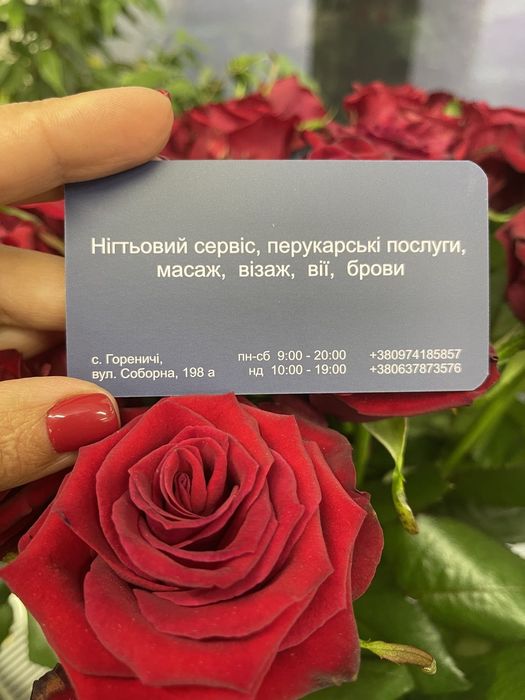 Нігтьовий сервіс, перукарські послуги,
масаж, візаж, вії, брови
с. Гореничі,
вул. Соборна, 198 а
пн-сб 9:00 - 20:00
нд 10:00 - 19:00
+380974185857
+380637873576